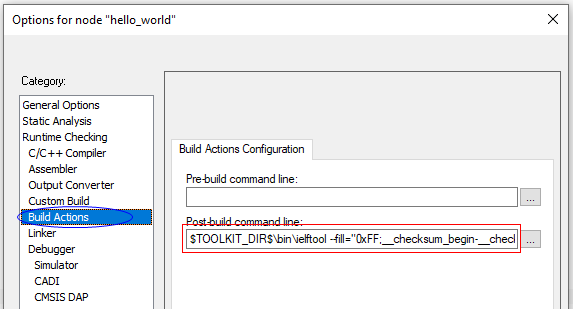 Options for node "hello_world"
Category:
General Options
Static Analysis
Runtime Checking
C/C++ Compiler
Assembler
Output Converter
Custom Build
Build Actions
Linker
Debugger
Simulator
CADI
CMSIS DAP
Build Actions Configuration
Pre-build command line:
...
Post-build command line:
$TOOLKIT_DIR$\bin\ielftool --fill="0xFF;__checksum_begin-__checl
...